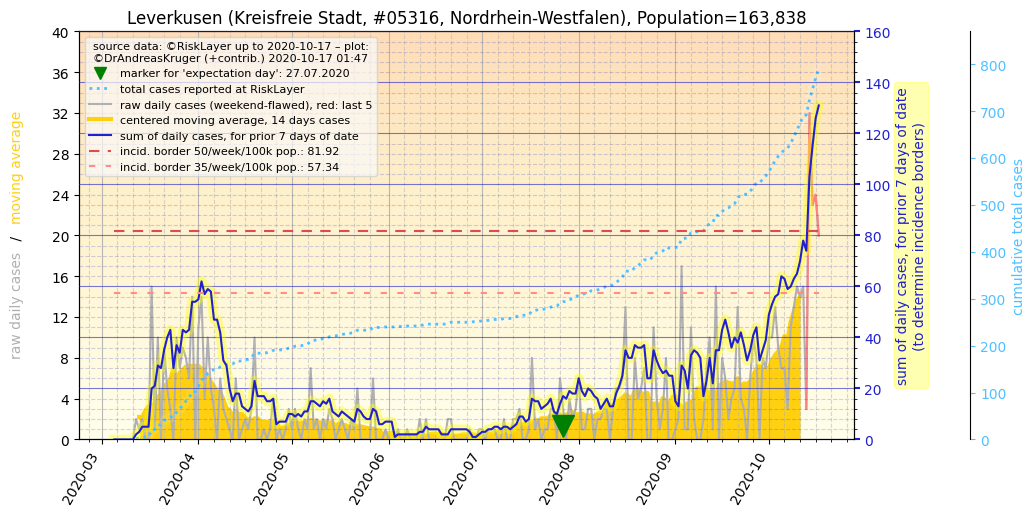 Leverkusen (Kreisfreie Stadt, #05316, Nordrhein-Westfalen), Population=163,838
source data: ©RiskLayer up to 2020-10-17 – plot:
©DrAndreasKruger (+contrib.) 2020-10-17 01:47
marker for 'expectation day': 27.07.2020
total cases reported at RiskLayer
raw daily cases (weekend-flawed), red: last 5
centered moving average, 14 days cases
sum of daily cases, for prior 7 days of date
incid. border 50/week/100k pop.: 81.92
incid. border 35/week/100k pop.: 57.34
raw daily cases / moving average
40
36
32
28
24
20
16
12
8
4
0
2020-03
2020-04
2020-05
2020-06
2020-07
2020-08
2020-09
2020-10
160
140
120
100
80
60
40
20
0
sum of daily cases, for prior 7 days of date
(to determine incidence borders)
800
700
600
500
400
300
200
100
0
cumulative total cases